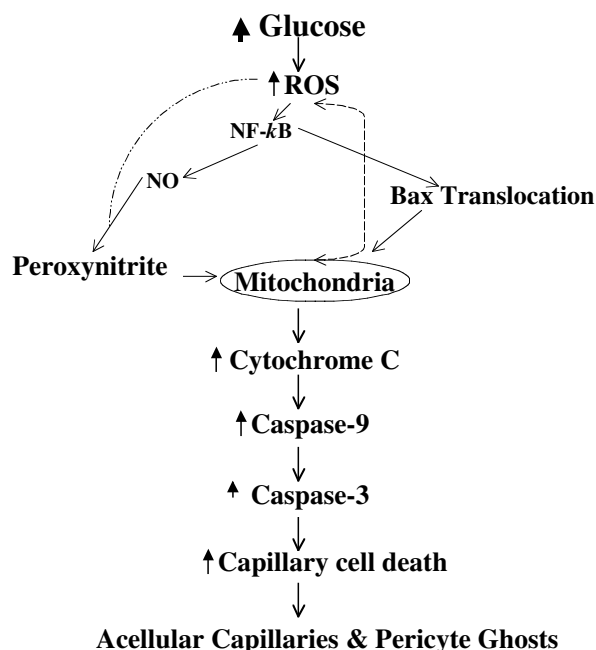 Glucose
ROS
NF-kB
NO
Bax Translocation
Peroxynitrite
Mitochondria
Cytochrome C
Caspase-9
Caspase-3
Capillary cell death
Acellular Capillaries & Pericyte Ghosts